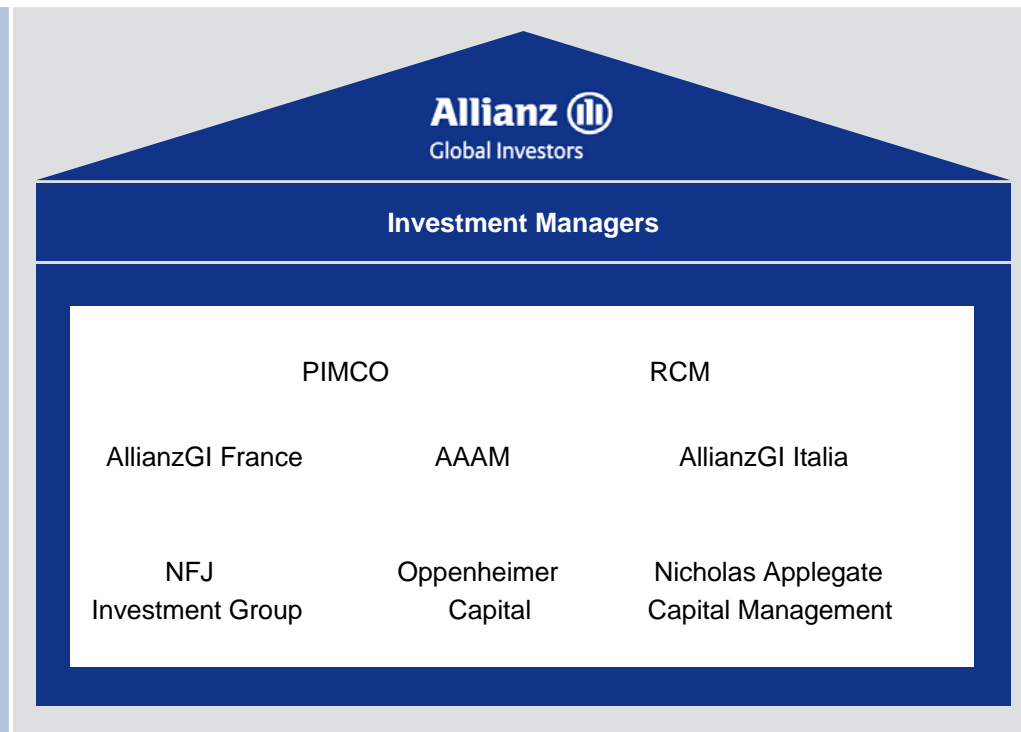 Allianz
Global Investors
Investment Managers
PIMCO RCM
AllianzGI France AAAM AllianzGI Italia
NFJ Oppenheimer Nicholas Applegate
Investment Group Capital Capital Management